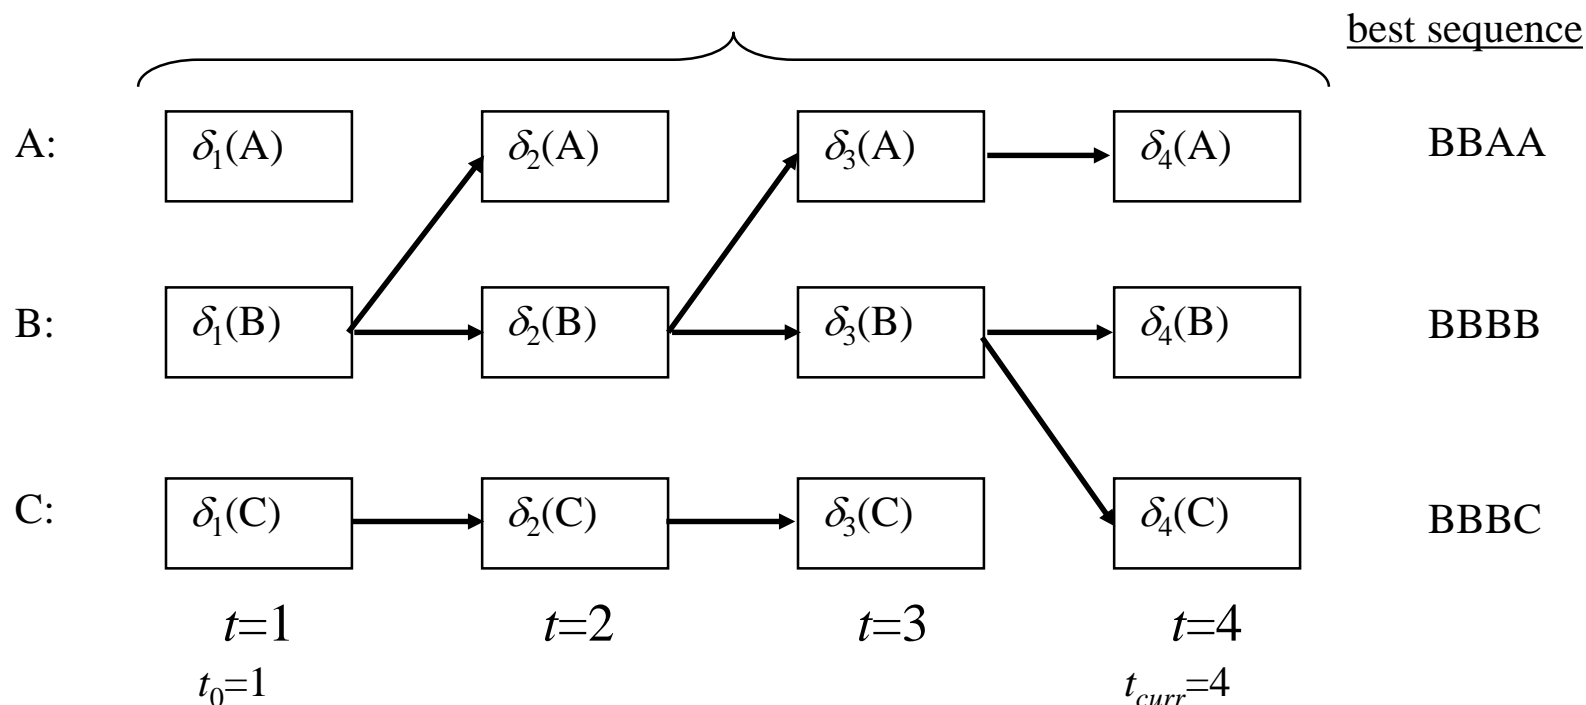 best sequence
A: δ₁(A) δ₂(A) δ₃(A) δ₄(A) BBAA
B: δ₁(B) δ₂(B) δ₃(B) δ₄(B) BBBB
C: δ₁(C) δ₂(C) δ₃(C) δ₄(C) BBBC
t=1 t=2 t=3 t=4
t₀=1 t_curr=4